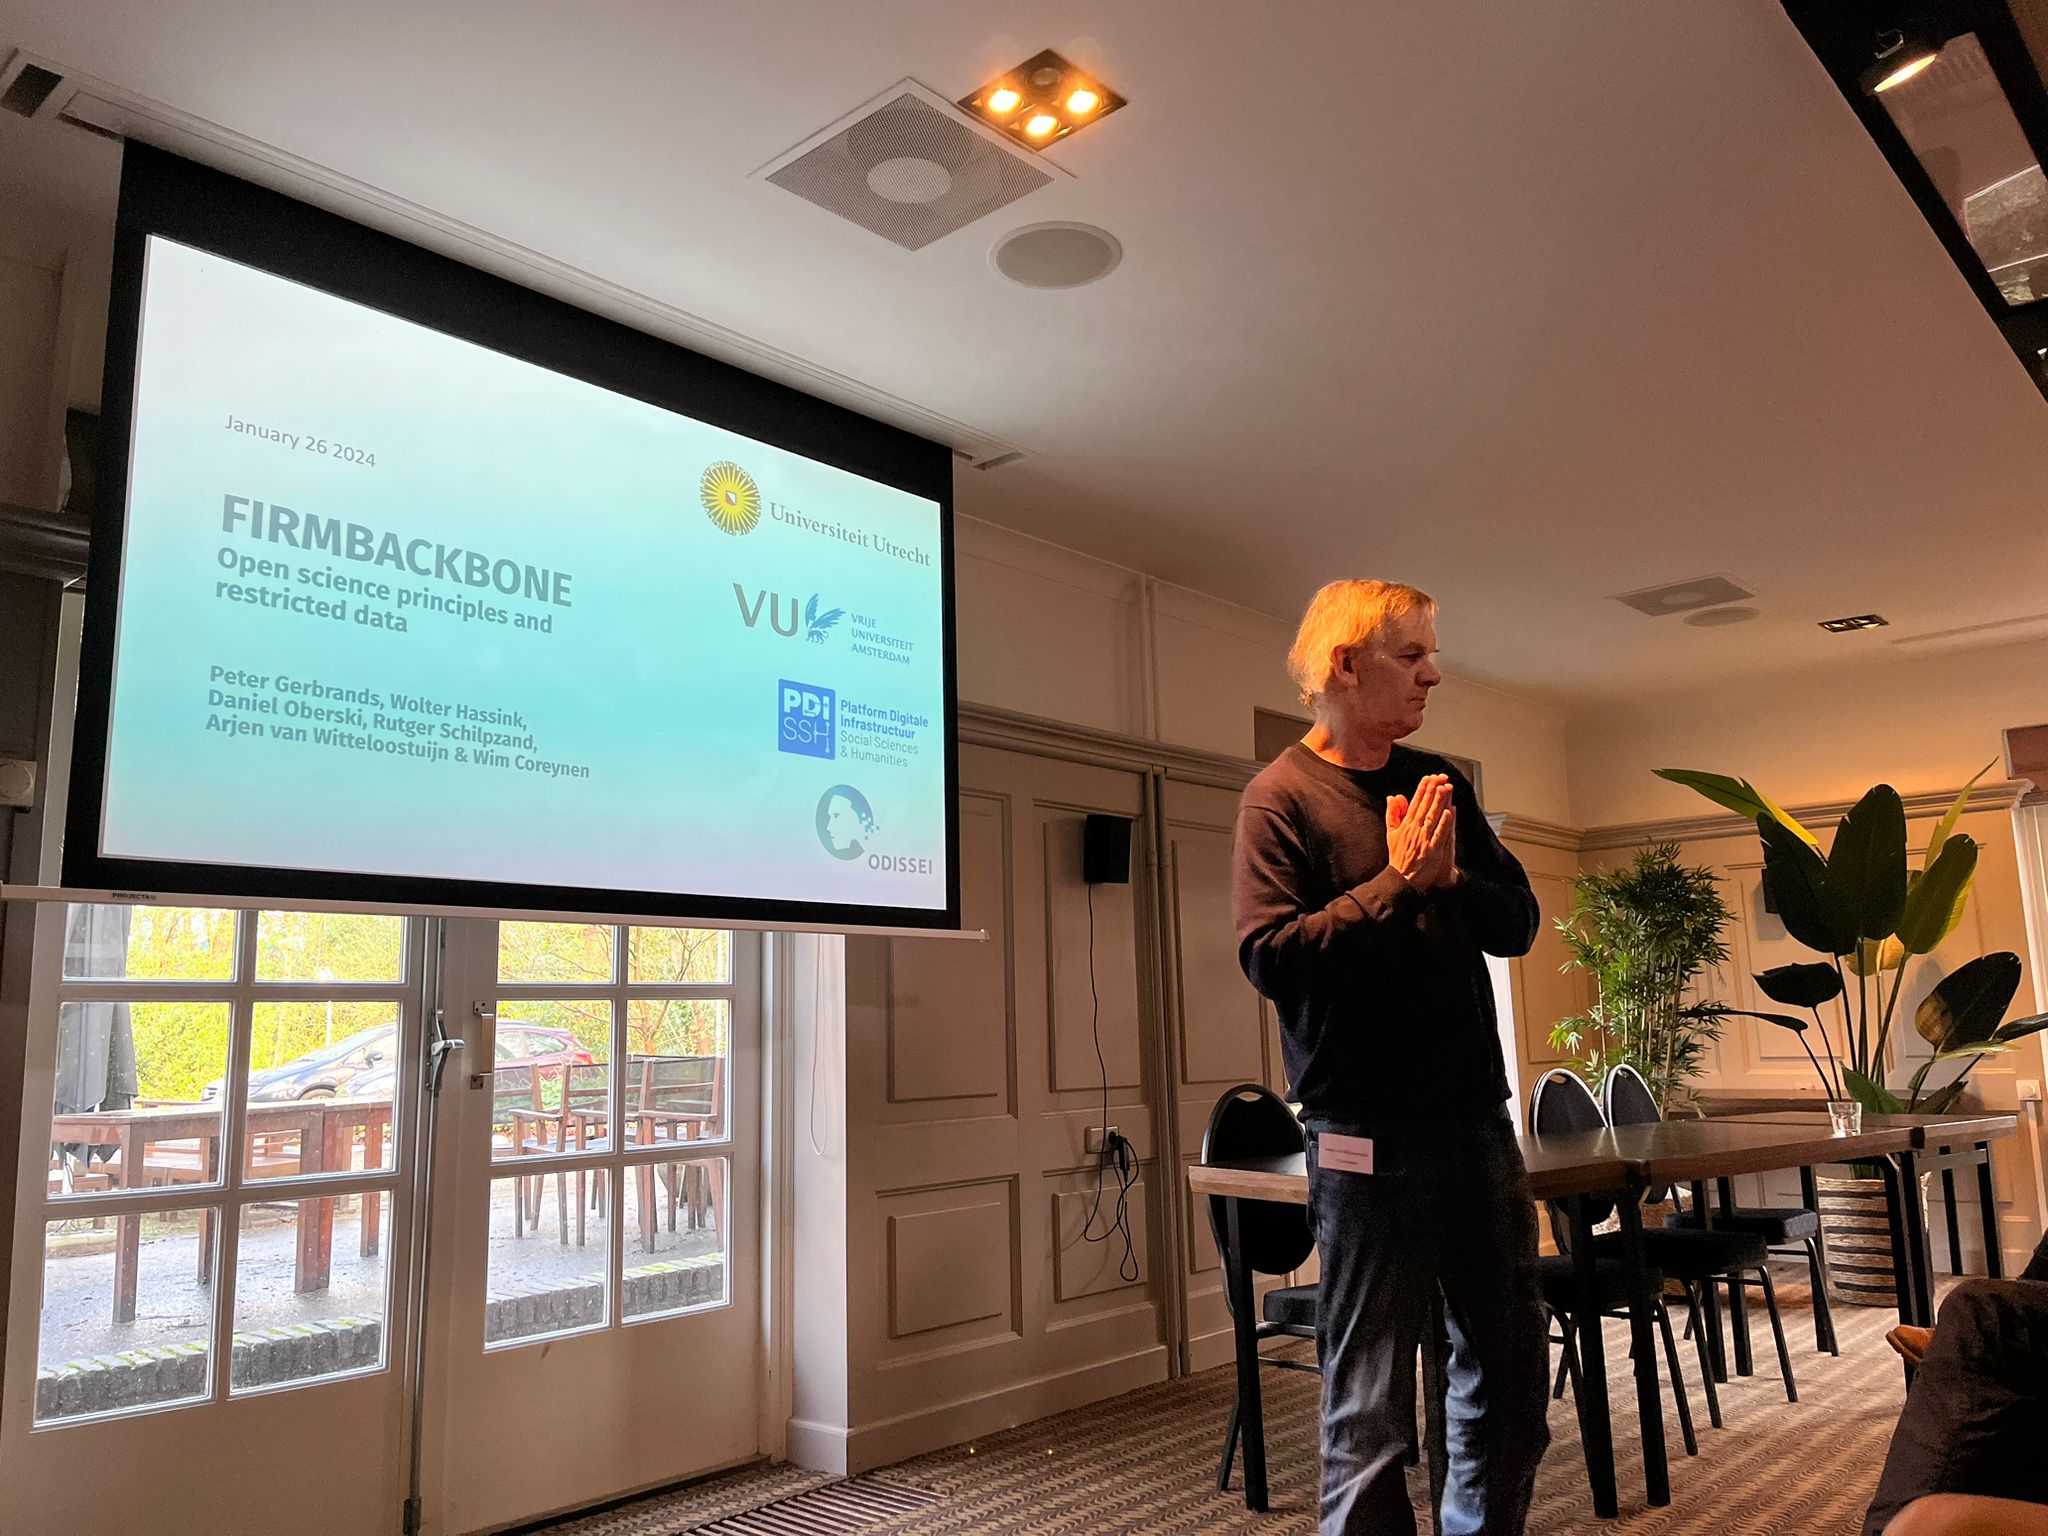 January 26 2024
FIRMBACKBONE
Open science principles and
restricted data
Peter Gerbrands, Wolter Hassink,
Daniel Oberski, Rutger Schilpzand,
Arjen van Witteloostuijn & Wim Coreynen
Universiteit Utrecht
VU
VRIJE
UNIVERSITEIT
AMSTERDAM
PDI
SSH
Platform Digitale
Infrastructuur
Social Sciences
& Humanities
ODISSEI
PROJECTA